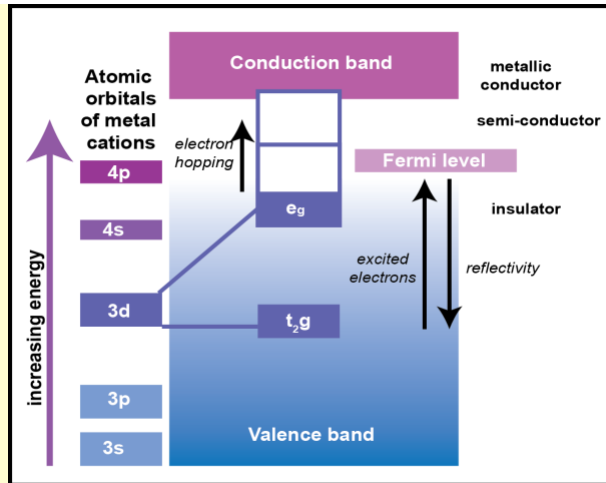 Conduction band
Atomic
orbitals
of metal
cations
metallic
conductor
semi-conductor
electron
hopping
Fermi level
4p
4s
eg
insulator
excited
electrons
reflectivity
3d
t2g
3p
3s
Valence band
increasing energy